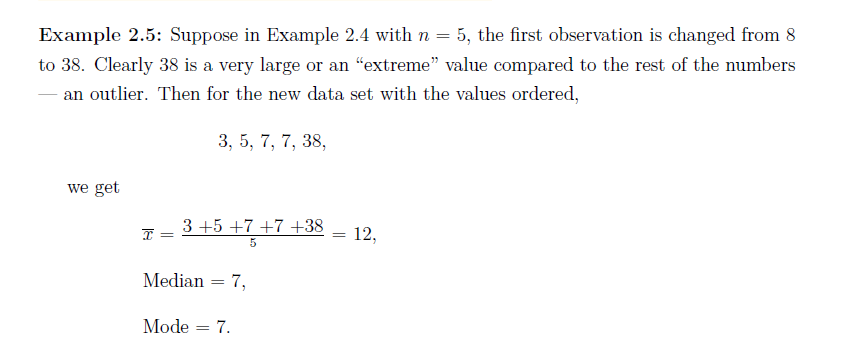 Example 2.5: Suppose in Example 2.4 with n = 5, the first observation is changed from 8
to 38. Clearly 38 is a very large or an “extreme” value compared to the rest of the numbers
— an outlier. Then for the new data set with the values ordered,
3, 5, 7, 7, 38,
we get
x̅ = 3 +5 +7 +7 +38 / 5 = 12,
Median = 7,
Mode = 7.